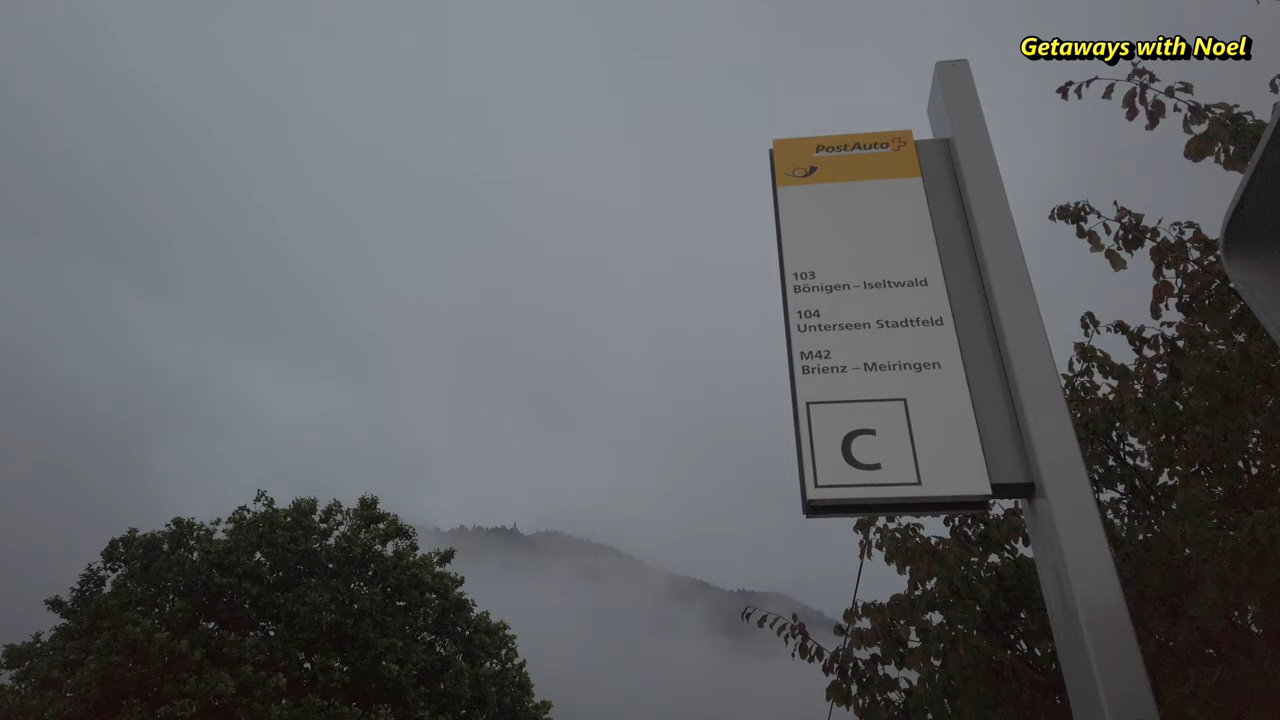 Getaways with Noel
PostAuto
103
Bönigen–Iseltwald
104
Unterseen Stadtfeld
M42
Brienz – Meiringen
C